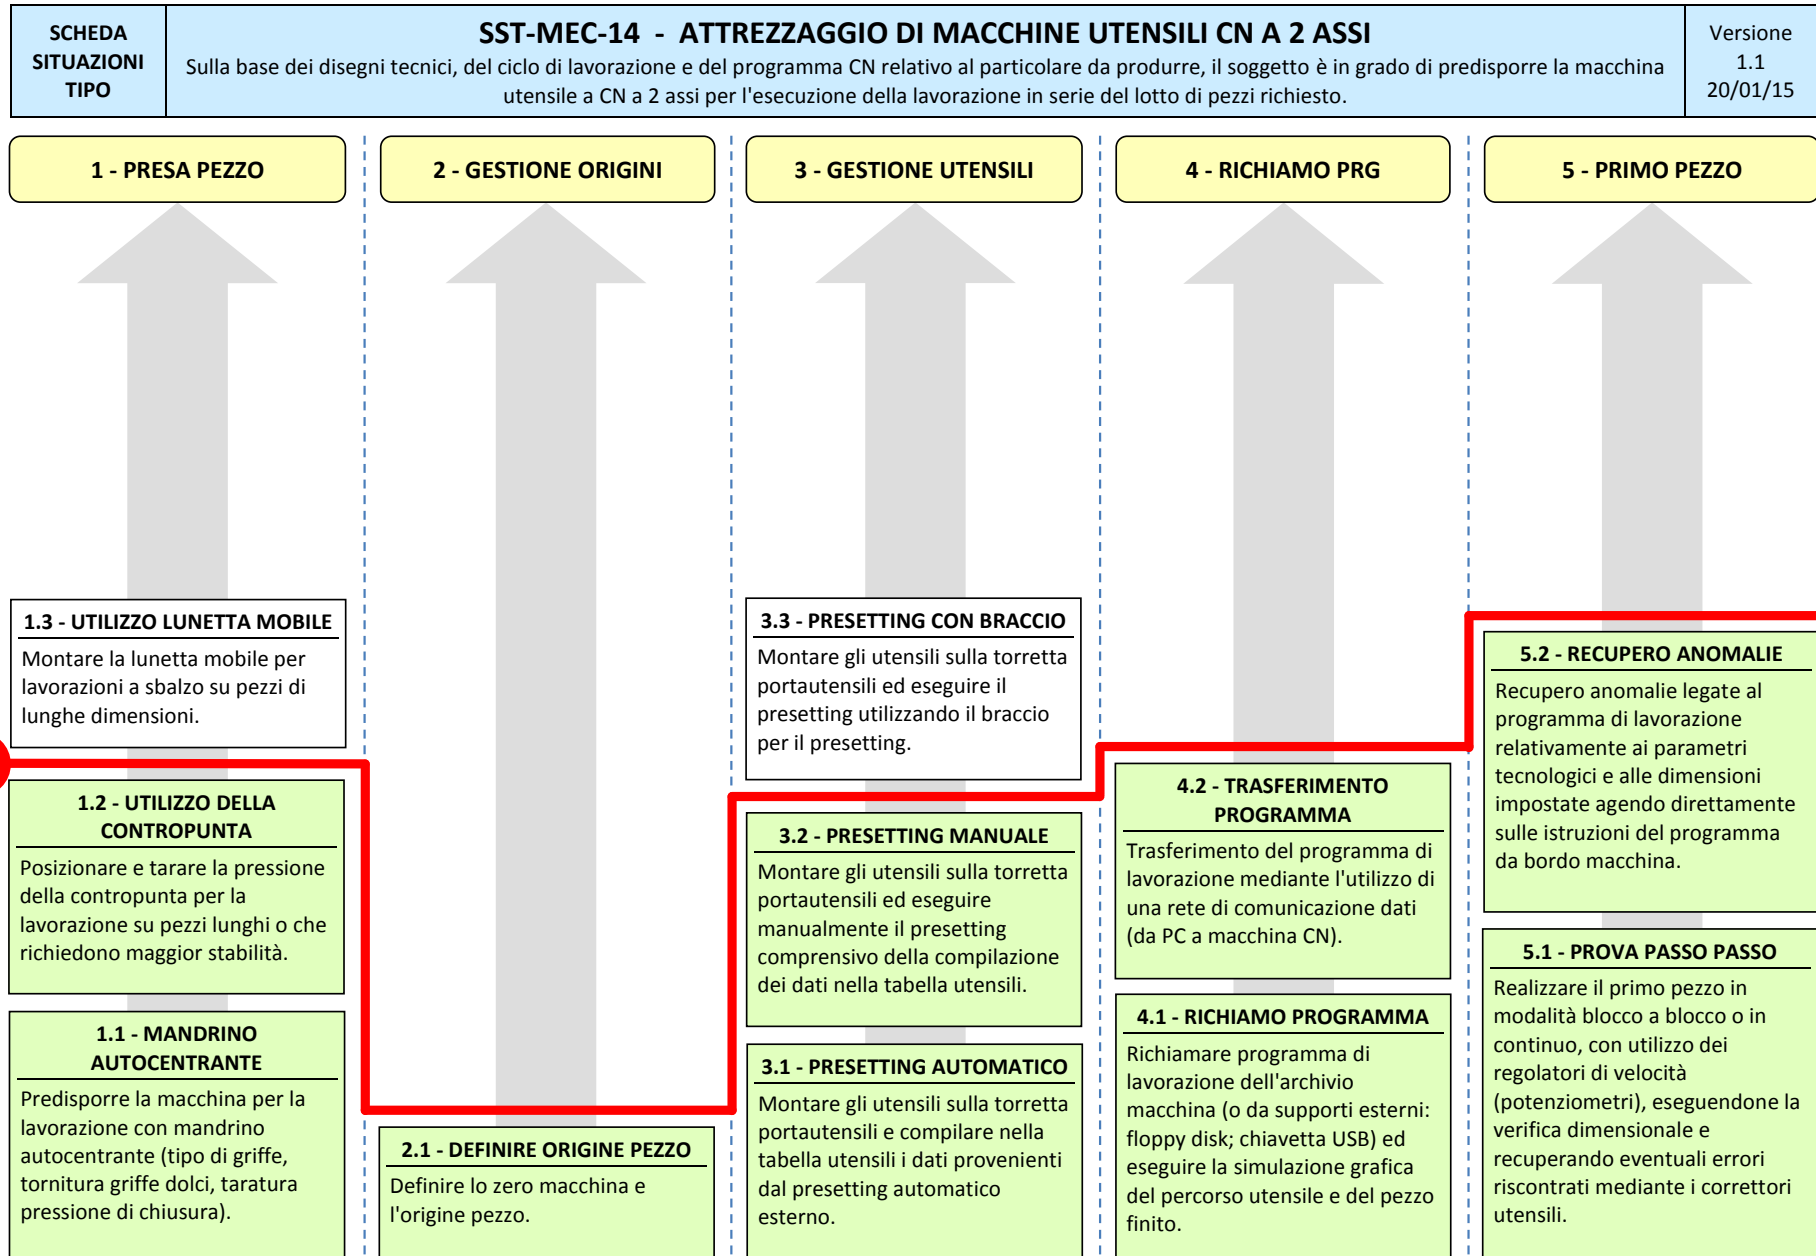 SCHEDA
SITUAZIONI
TIPO
SST-MEC-14 - ATTREZZAGGIO DI MACCHINE UTENSILI CN A 2 ASSI
Sulla base dei disegni tecnici, del ciclo di lavorazione e del programma CN relativo al particolare da produrre, il soggetto è in grado di predisporre la macchina
utensile a CN a 2 assi per l'esecuzione della lavorazione in serie del lotto di pezzi richiesto.
Versione
1.1
20/01/15
1 - PRESA PEZZO
2 - GESTIONE ORIGINI
3 - GESTIONE UTENSILI
4 - RICHIAMO PRG
5 - PRIMO PEZZO
1.3 - UTILIZZO LUNETTA MOBILE
Montare la lunetta mobile per
lavorazioni a sbalzo su pezzi di
lunghe dimensioni.
1.2 - UTILIZZO DELLA
CONTROPUNTA
Posizionare e tarare la pressione
della contropunta per la
lavorazione su pezzi lunghi o che
richiedono maggior stabilità.
1.1 - MANDRINO
AUTOCENTRANTE
Predisporre la macchina per la
lavorazione con mandrino
autocentrante (tipo di griffe,
tornitura griffe dolci, taratura
pressione di chiusura).
2.1 - DEFINIRE ORIGINE PEZZO
Definire lo zero macchina e
l'origine pezzo.
3.3 - PRESETTING CON BRACCIO
Montare gli utensili sulla torretta
portautensili ed eseguire il
presetting utilizzando il braccio
per il presetting.
3.2 - PRESETTING MANUALE
Montare gli utensili sulla torretta
portautensili ed eseguire
manualmente il presetting
comprensivo della compilazione
dei dati nella tabella utensili.
3.1 - PRESETTING AUTOMATICO
Montare gli utensili sulla torretta
portautensili e compilare nella
tabella utensili i dati provenienti
dal presetting automatico
esterno.
4.2 - TRASFERIMENTO
PROGRAMMA
Trasferimento del programma di
lavorazione mediante l'utilizzo di
una rete di comunicazione dati
(da PC a macchina CN).
4.1 - RICHIAMO PROGRAMMA
Richiamare programma di
lavorazione dell'archivio
macchina (o da supporti esterni:
floppy disk; chiavetta USB) ed
eseguire la simulazione grafica
del percorso utensile e del pezzo
finito.
5.2 - RECUPERO ANOMALIE
Recupero anomalie legate al
programma di lavorazione
relativamente ai parametri
tecnologici e alle dimensioni
impostate agendo direttamente
sulle istruzioni del programma
da bordo macchina.
5.1 - PROVA PASSO PASSO
Realizzare il primo pezzo in
modalità blocco a blocco o in
continuo, con utilizzo dei
regolatori di velocità
(potenziometri), eseguendone la
verifica dimensionale e
recuperando eventuali errori
riscontrati mediante i correttori
utensili.